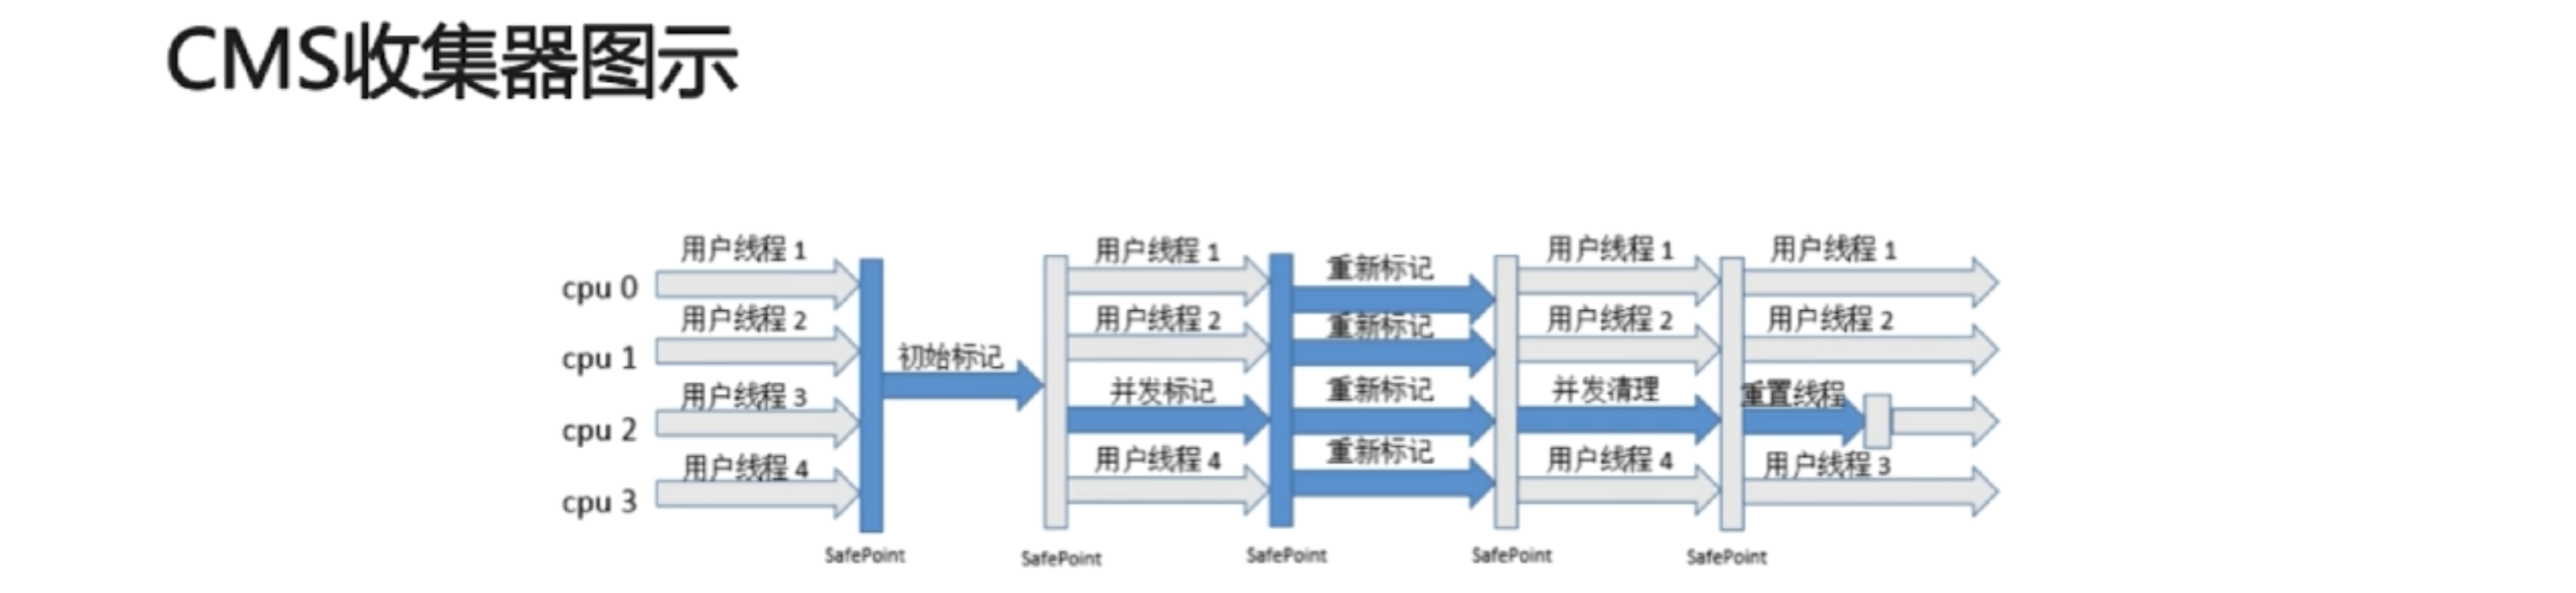 CMS收集器图示
用户线程 1 用户线程 1 重新标记 用户线程 1 用户线程 1
cpu 0
用户线程 2 用户线程 2 重新标记 用户线程 2 用户线程 2
cpu 1 初始标记
用户线程 3 并发标记 重新标记 并发清理 重置线程
cpu 2
用户线程 4 用户线程 4 重新标记 用户线程 4 用户线程 3
cpu 3
SafePoint SafePoint SafePoint SafePoint SafePoint